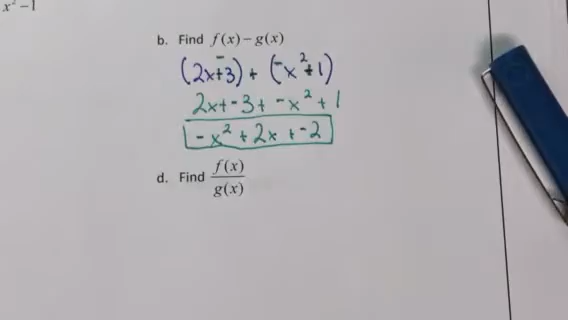 x² -1
b. Find f(x) - g(x)
(2x+-3) + (-x²+1)
2x+-3+ -x² + 1
-x² + 2x + -2
d. Find f(x)/g(x)